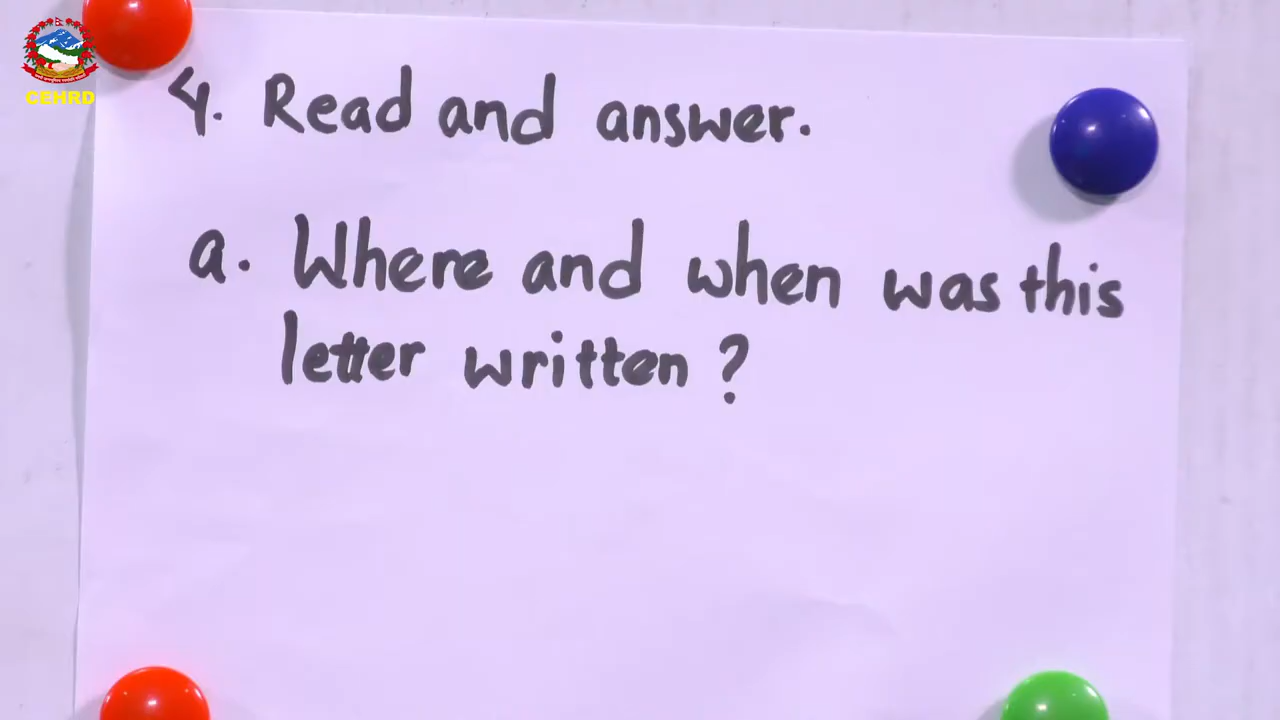 CEHRD
4. Read and answer.
a. Where and when was this
letter written ?